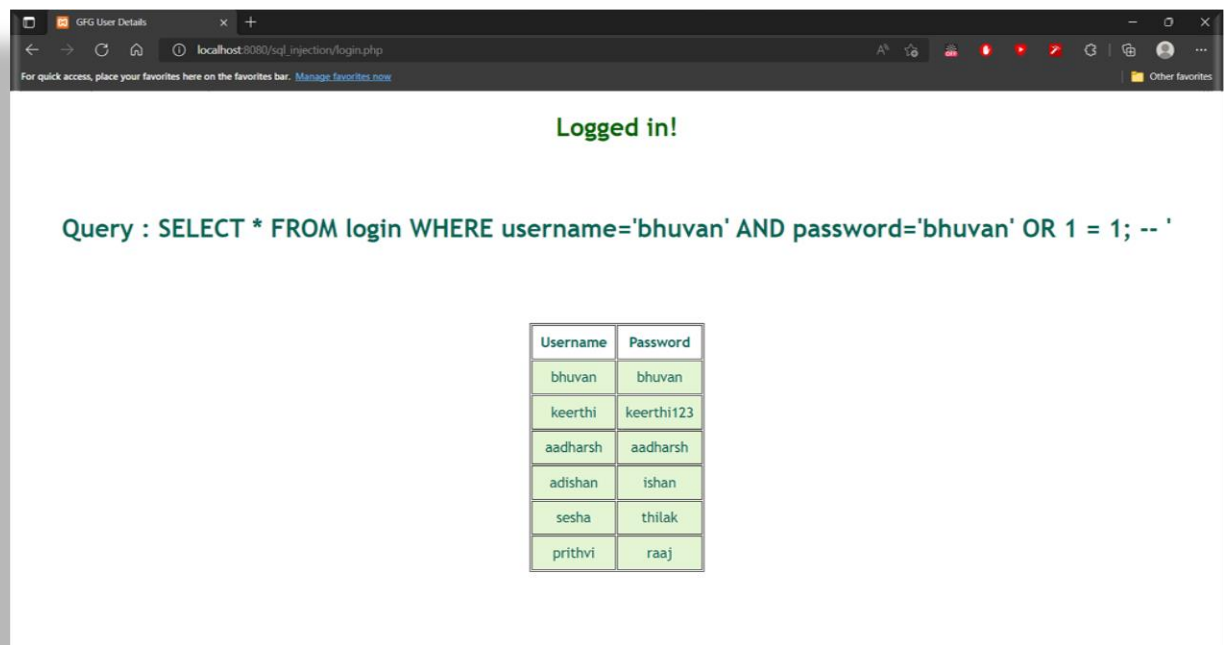 GFG User Details
localhost:8080/sql_injection/login.php
For quick access, place your favorites here on the favorites bar. Manage favorites now
Other favorites
Logged in!
Query : SELECT * FROM login WHERE username='bhuvan' AND password='bhuvan' OR 1 = 1; -- '
Username Password
bhuvan bhuvan
keerthi keerthi123
aadharsh aadharsh
adishan ishan
sesha thilak
prithvi raaj